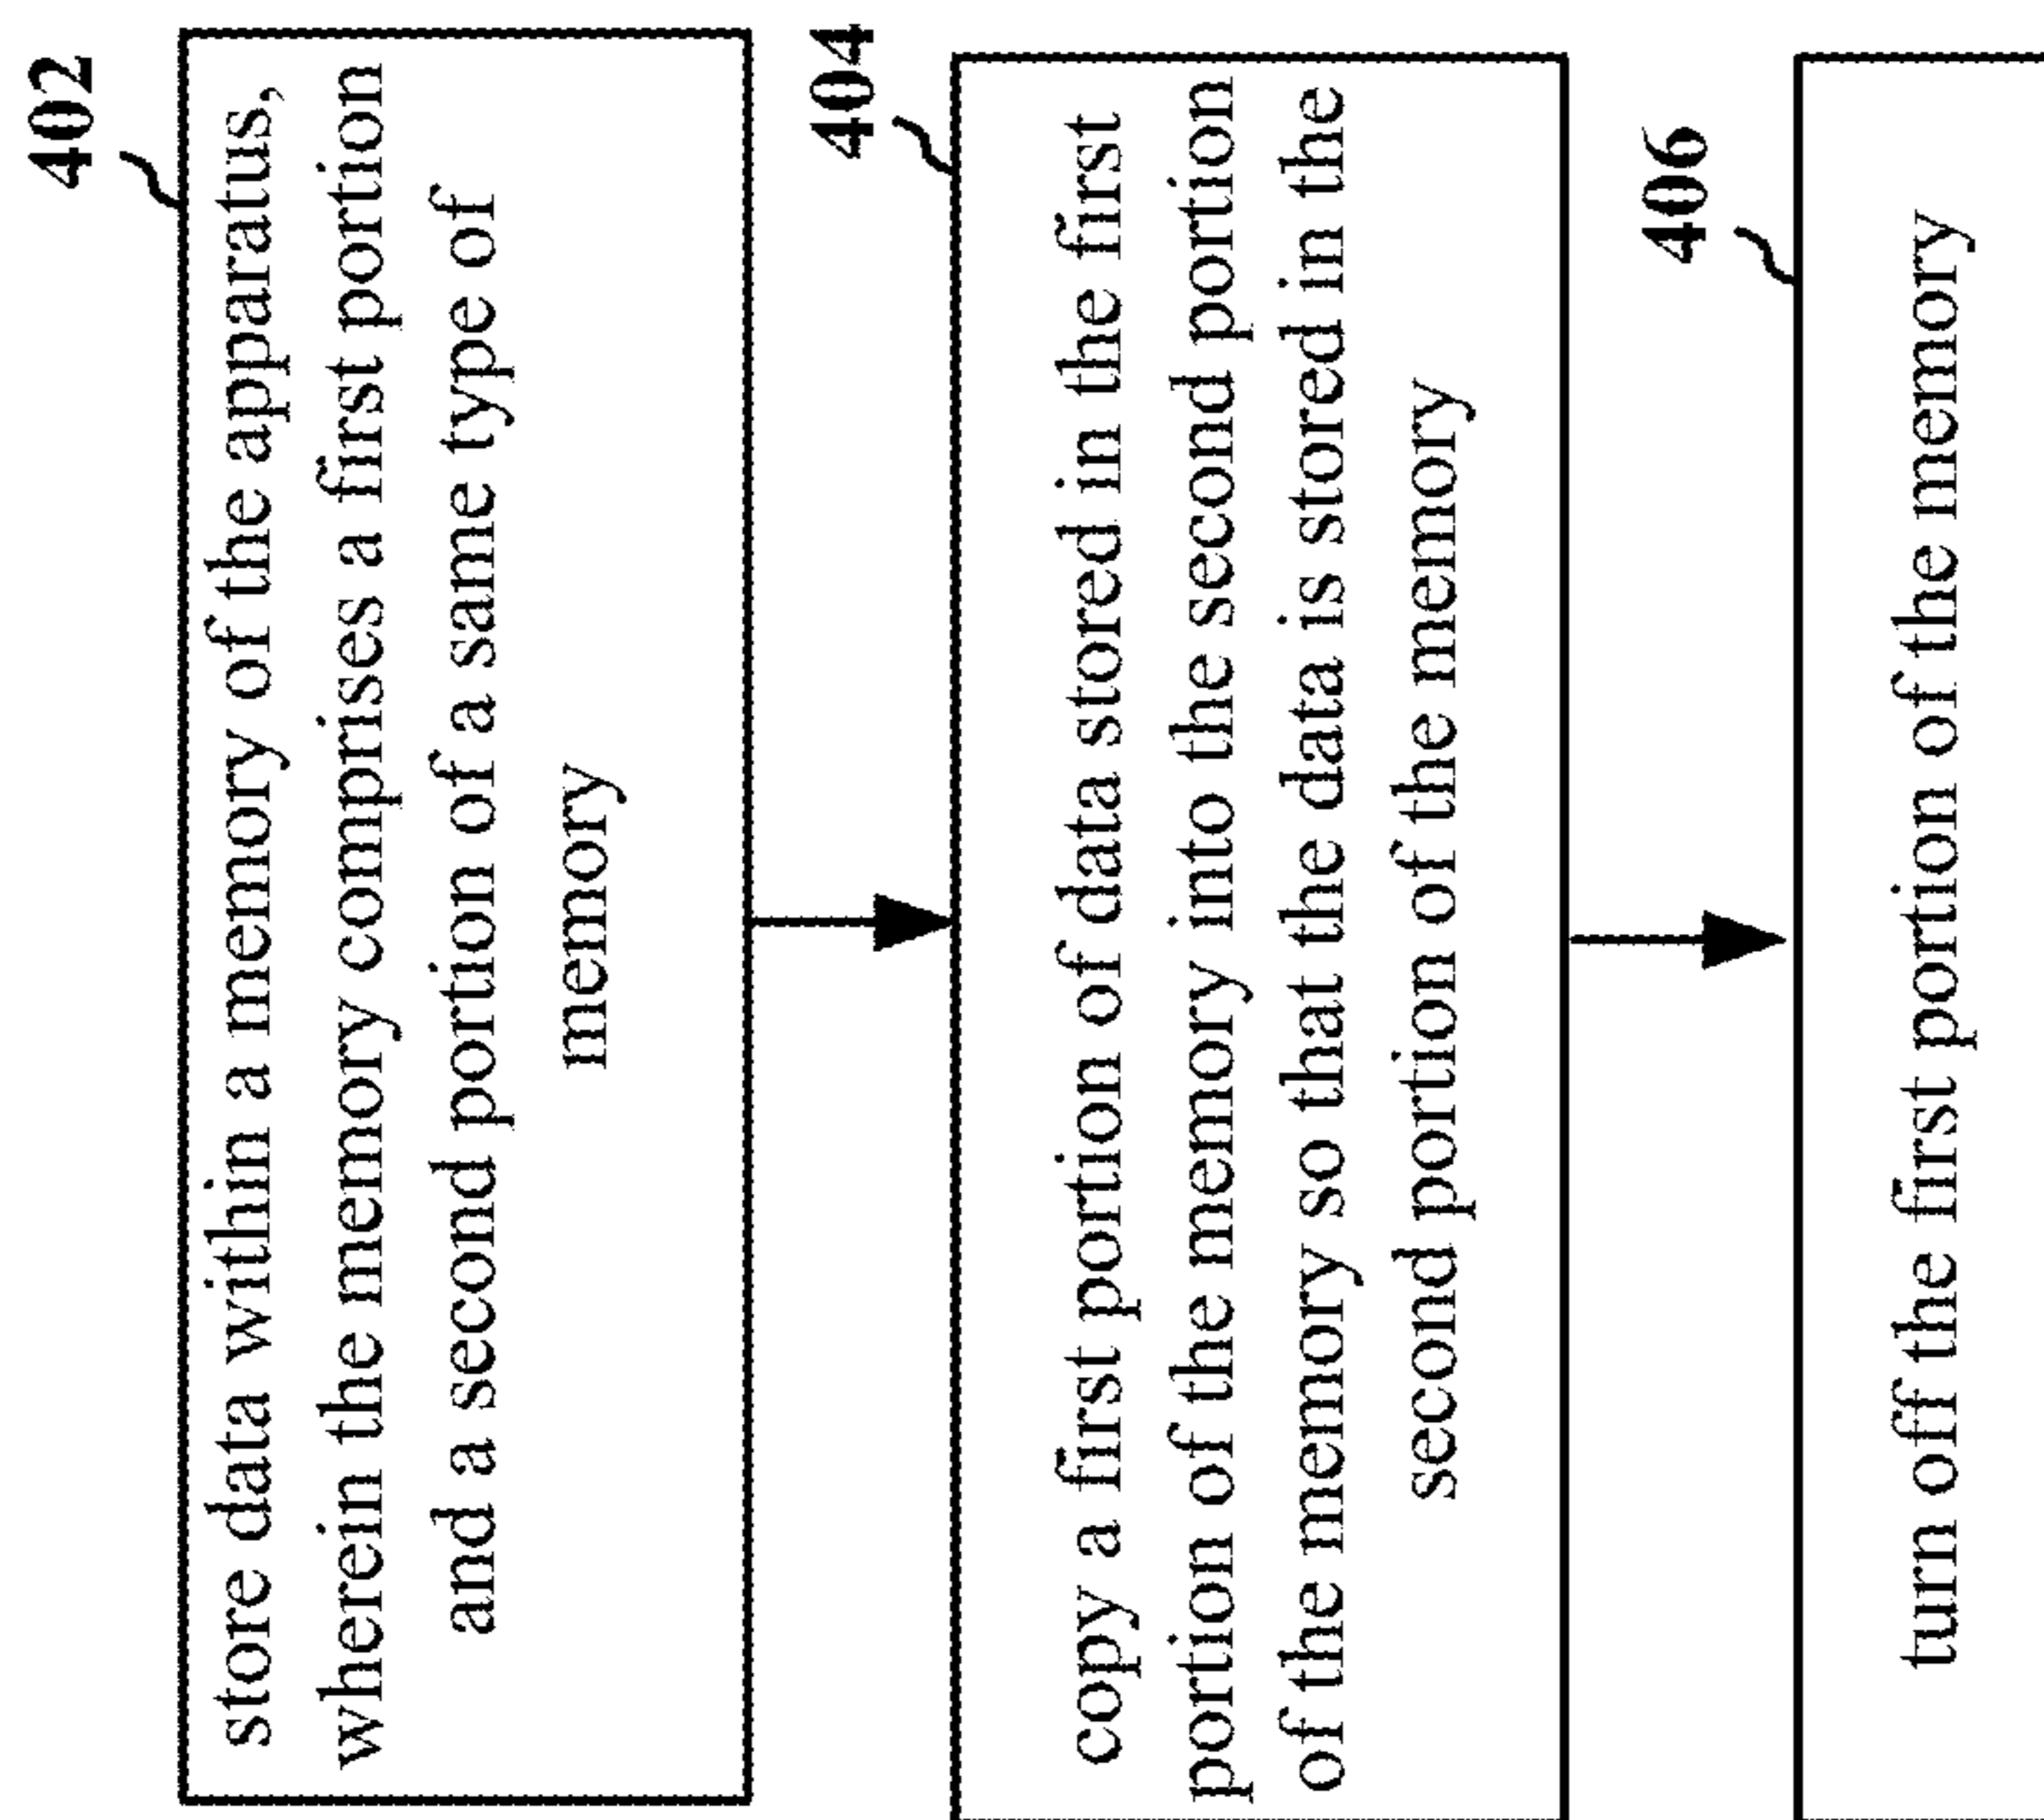 402
store data within a memory of the apparatus,
wherein the memory comprises a first portion
and a second portion of a same type of
memory
404
copy a first portion of data stored in the first
portion of the memory into the second portion
of the memory so that the data is stored in the
second portion of the memory
406
turn off the first portion of the memory